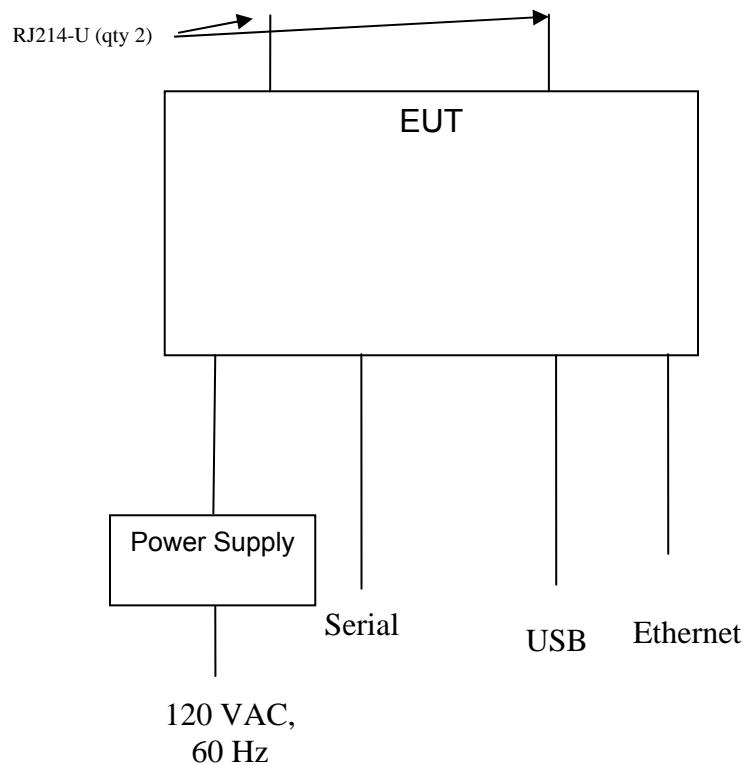 RJ214-U (qty 2)
EUT
Power Supply
Serial
USB
Ethernet
120 VAC,
60 Hz